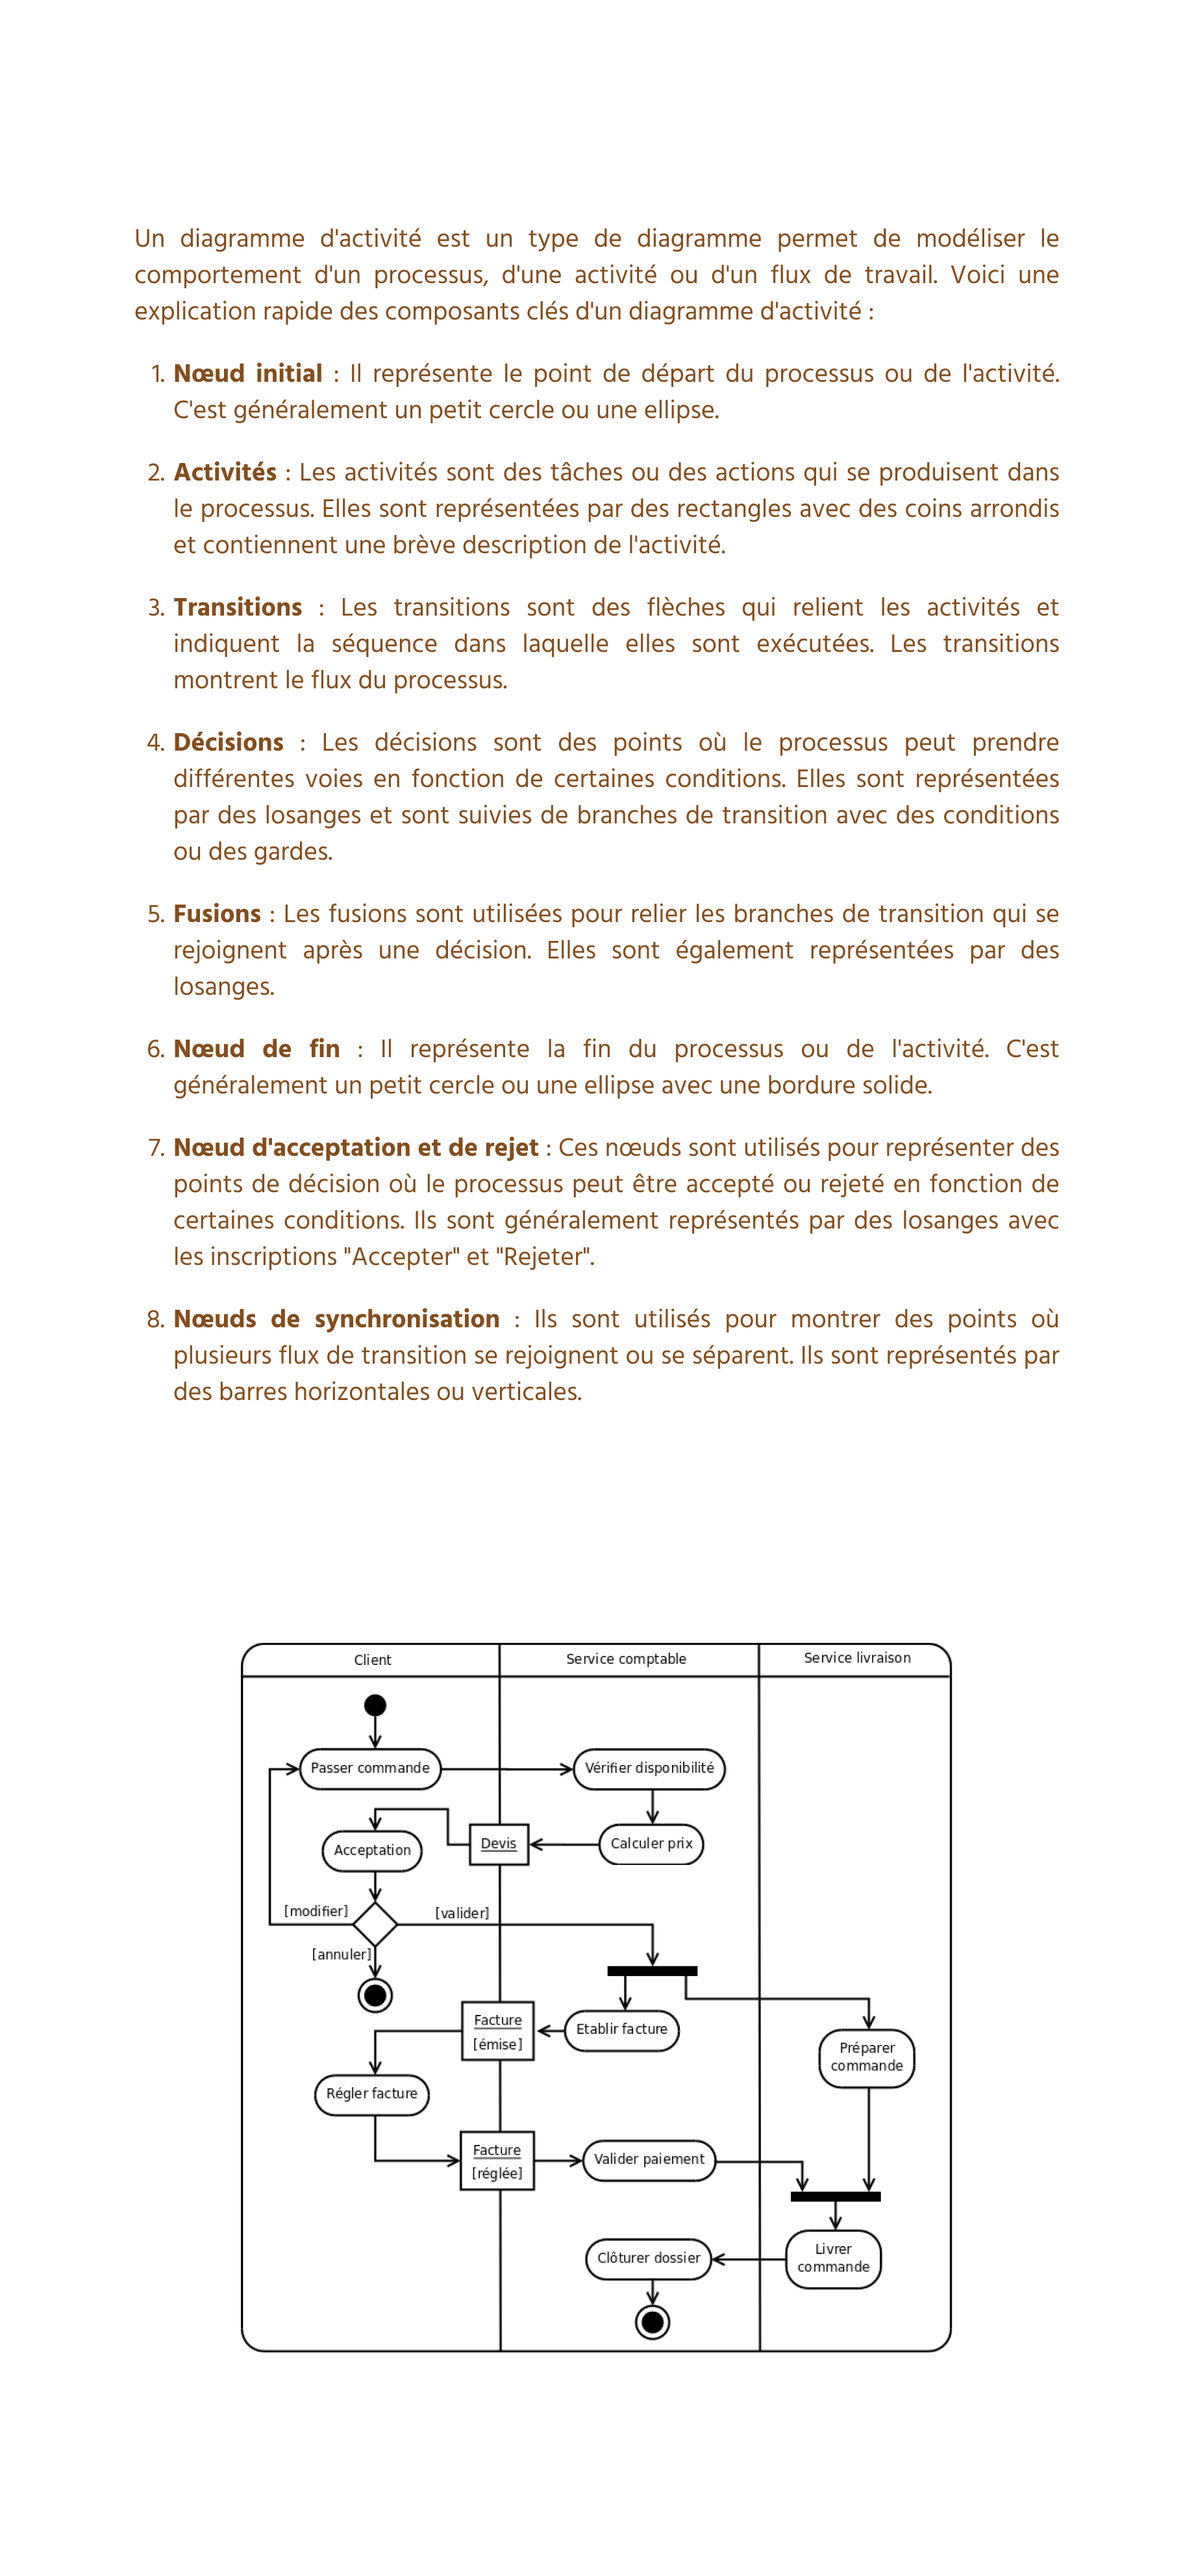 Un diagramme d'activité est un type de diagramme permet de modéliser le
comportement d'un processus, d'une activité ou d'un flux de travail. Voici une
explication rapide des composants clés d'un diagramme d'activité :
1. Nœud initial : Il représente le point de départ du processus ou de l'activité.
C'est généralement un petit cercle ou une ellipse.
2. Activités : Les activités sont des tâches ou des actions qui se produisent dans
le processus. Elles sont représentées par des rectangles avec des coins arrondis
et contiennent une brève description de l'activité.
3. Transitions : Les transitions sont des flèches qui relient les activités et
indiquent la séquence dans laquelle elles sont exécutées. Les transitions
montrent le flux du processus.
4. Décisions : Les décisions sont des points où le processus peut prendre
différentes voies en fonction de certaines conditions. Elles sont représentées
par des losanges et sont suivies de branches de transition avec des conditions
ou des gardes.
5. Fusions : Les fusions sont utilisées pour relier les branches de transition qui se
rejoignent après une décision. Elles sont également représentées par des
losanges.
6. Nœud de fin : Il représente la fin du processus ou de l'activité. C'est
généralement un petit cercle ou une ellipse avec une bordure solide.
7. Nœud d'acceptation et de rejet : Ces nœuds sont utilisés pour représenter des
points de décision où le processus peut être accepté ou rejeté en fonction de
certaines conditions. Ils sont généralement représentés par des losanges avec
les inscriptions "Accepter" et "Rejeter".
8. Nœuds de synchronisation : Ils sont utilisés pour montrer des points où
plusieurs flux de transition se rejoignent ou se séparent. Ils sont représentés par
des barres horizontales ou verticales.
Client
Service comptable
Service livraison
Passer commande
Vérifier disponibilité
Acceptation
Devis
Calculer prix
[modifier]
[valider]
[annuler]
Facture
[émise]
Etablir facture
Préparer
commande
Régler facture
Facture
[réglée]
Valider paiement
Clôturer dossier
Livrer
commande